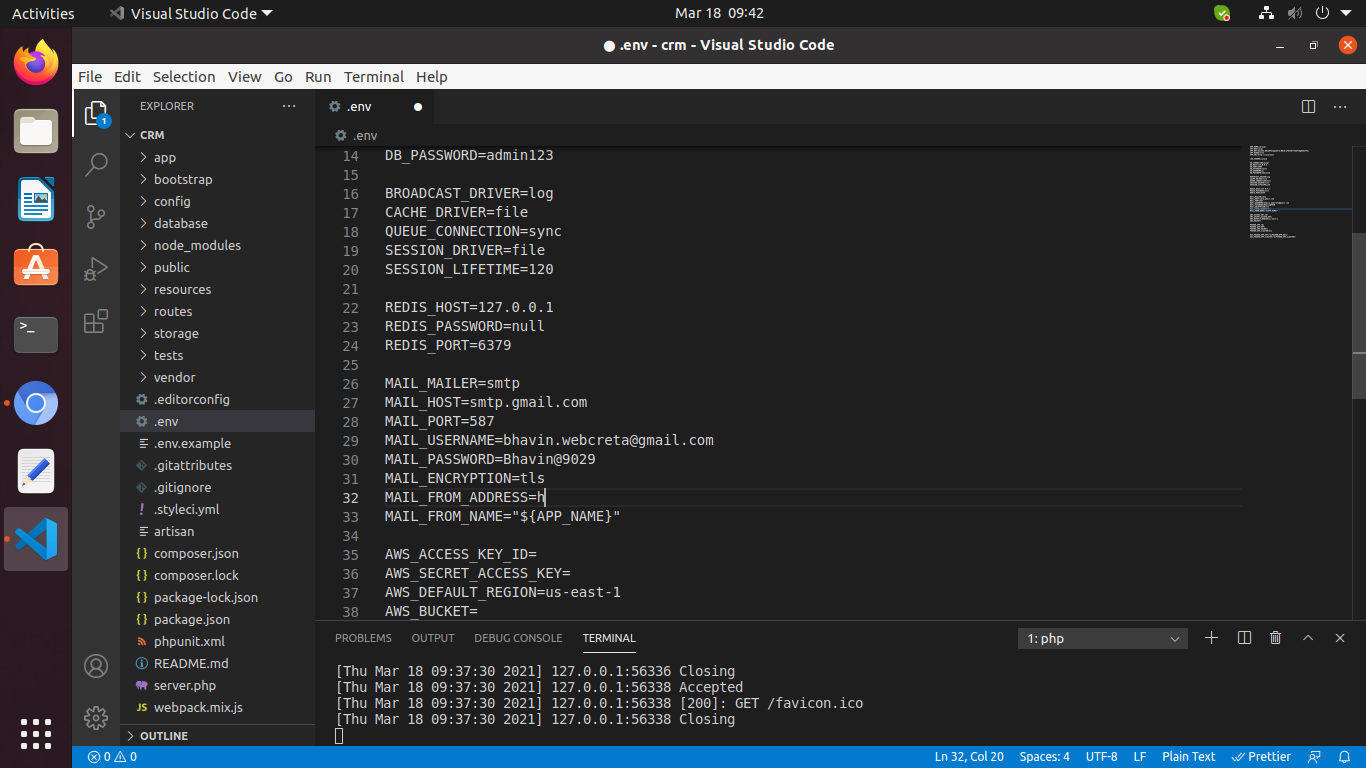 Activities
Visual Studio Code
Mar 18 09:42
● .env - crm - Visual Studio Code
File Edit Selection View Go Run Terminal Help
1
EXPLORER
CRM
app
bootstrap
config
database
node_modules
public
resources
routes
storage
tests
vendor
.editorconfig
.env
.env.example
.gitattributes
.gitignore
.styleci.yml
artisan
composer.json
composer.lock
package-lock.json
package.json
phpunit.xml
README.md
server.php
webpack.mix.js
OUTLINE
.env
.env
14 DB_PASSWORD=admin123
15
16 BROADCAST_DRIVER=log
17 CACHE_DRIVER=file
18 QUEUE_CONNECTION=sync
19 SESSION_DRIVER=file
20 SESSION_LIFETIME=120
21
22 REDIS_HOST=127.0.0.1
23 REDIS_PASSWORD=null
24 REDIS_PORT=6379
25
26 MAIL_MAILER=smtp
27 MAIL_HOST=smtp.gmail.com
28 MAIL_PORT=587
29 MAIL_USERNAME=bhavin.webcreta@gmail.com
30 MAIL_PASSWORD=Bhavin@9029
31 MAIL_ENCRYPTION=tls
32 MAIL_FROM_ADDRESS=h
33 MAIL_FROM_NAME="${APP_NAME}"
34
35 AWS_ACCESS_KEY_ID=
36 AWS_SECRET_ACCESS_KEY=
37 AWS_DEFAULT_REGION=us-east-1
38 AWS_BUCKET=
PROBLEMS OUTPUT DEBUG CONSOLE TERMINAL
1: php
[Thu Mar 18 09:37:30 2021] 127.0.0.1:56336 Closing
[Thu Mar 18 09:37:30 2021] 127.0.0.1:56338 Accepted
[Thu Mar 18 09:37:30 2021] 127.0.0.1:56338 [200]: GET /favicon.ico
[Thu Mar 18 09:37:30 2021] 127.0.0.1:56338 Closing
0 0
Ln 32, Col 20 Spaces: 4 UTF-8 LF Plain Text Prettier